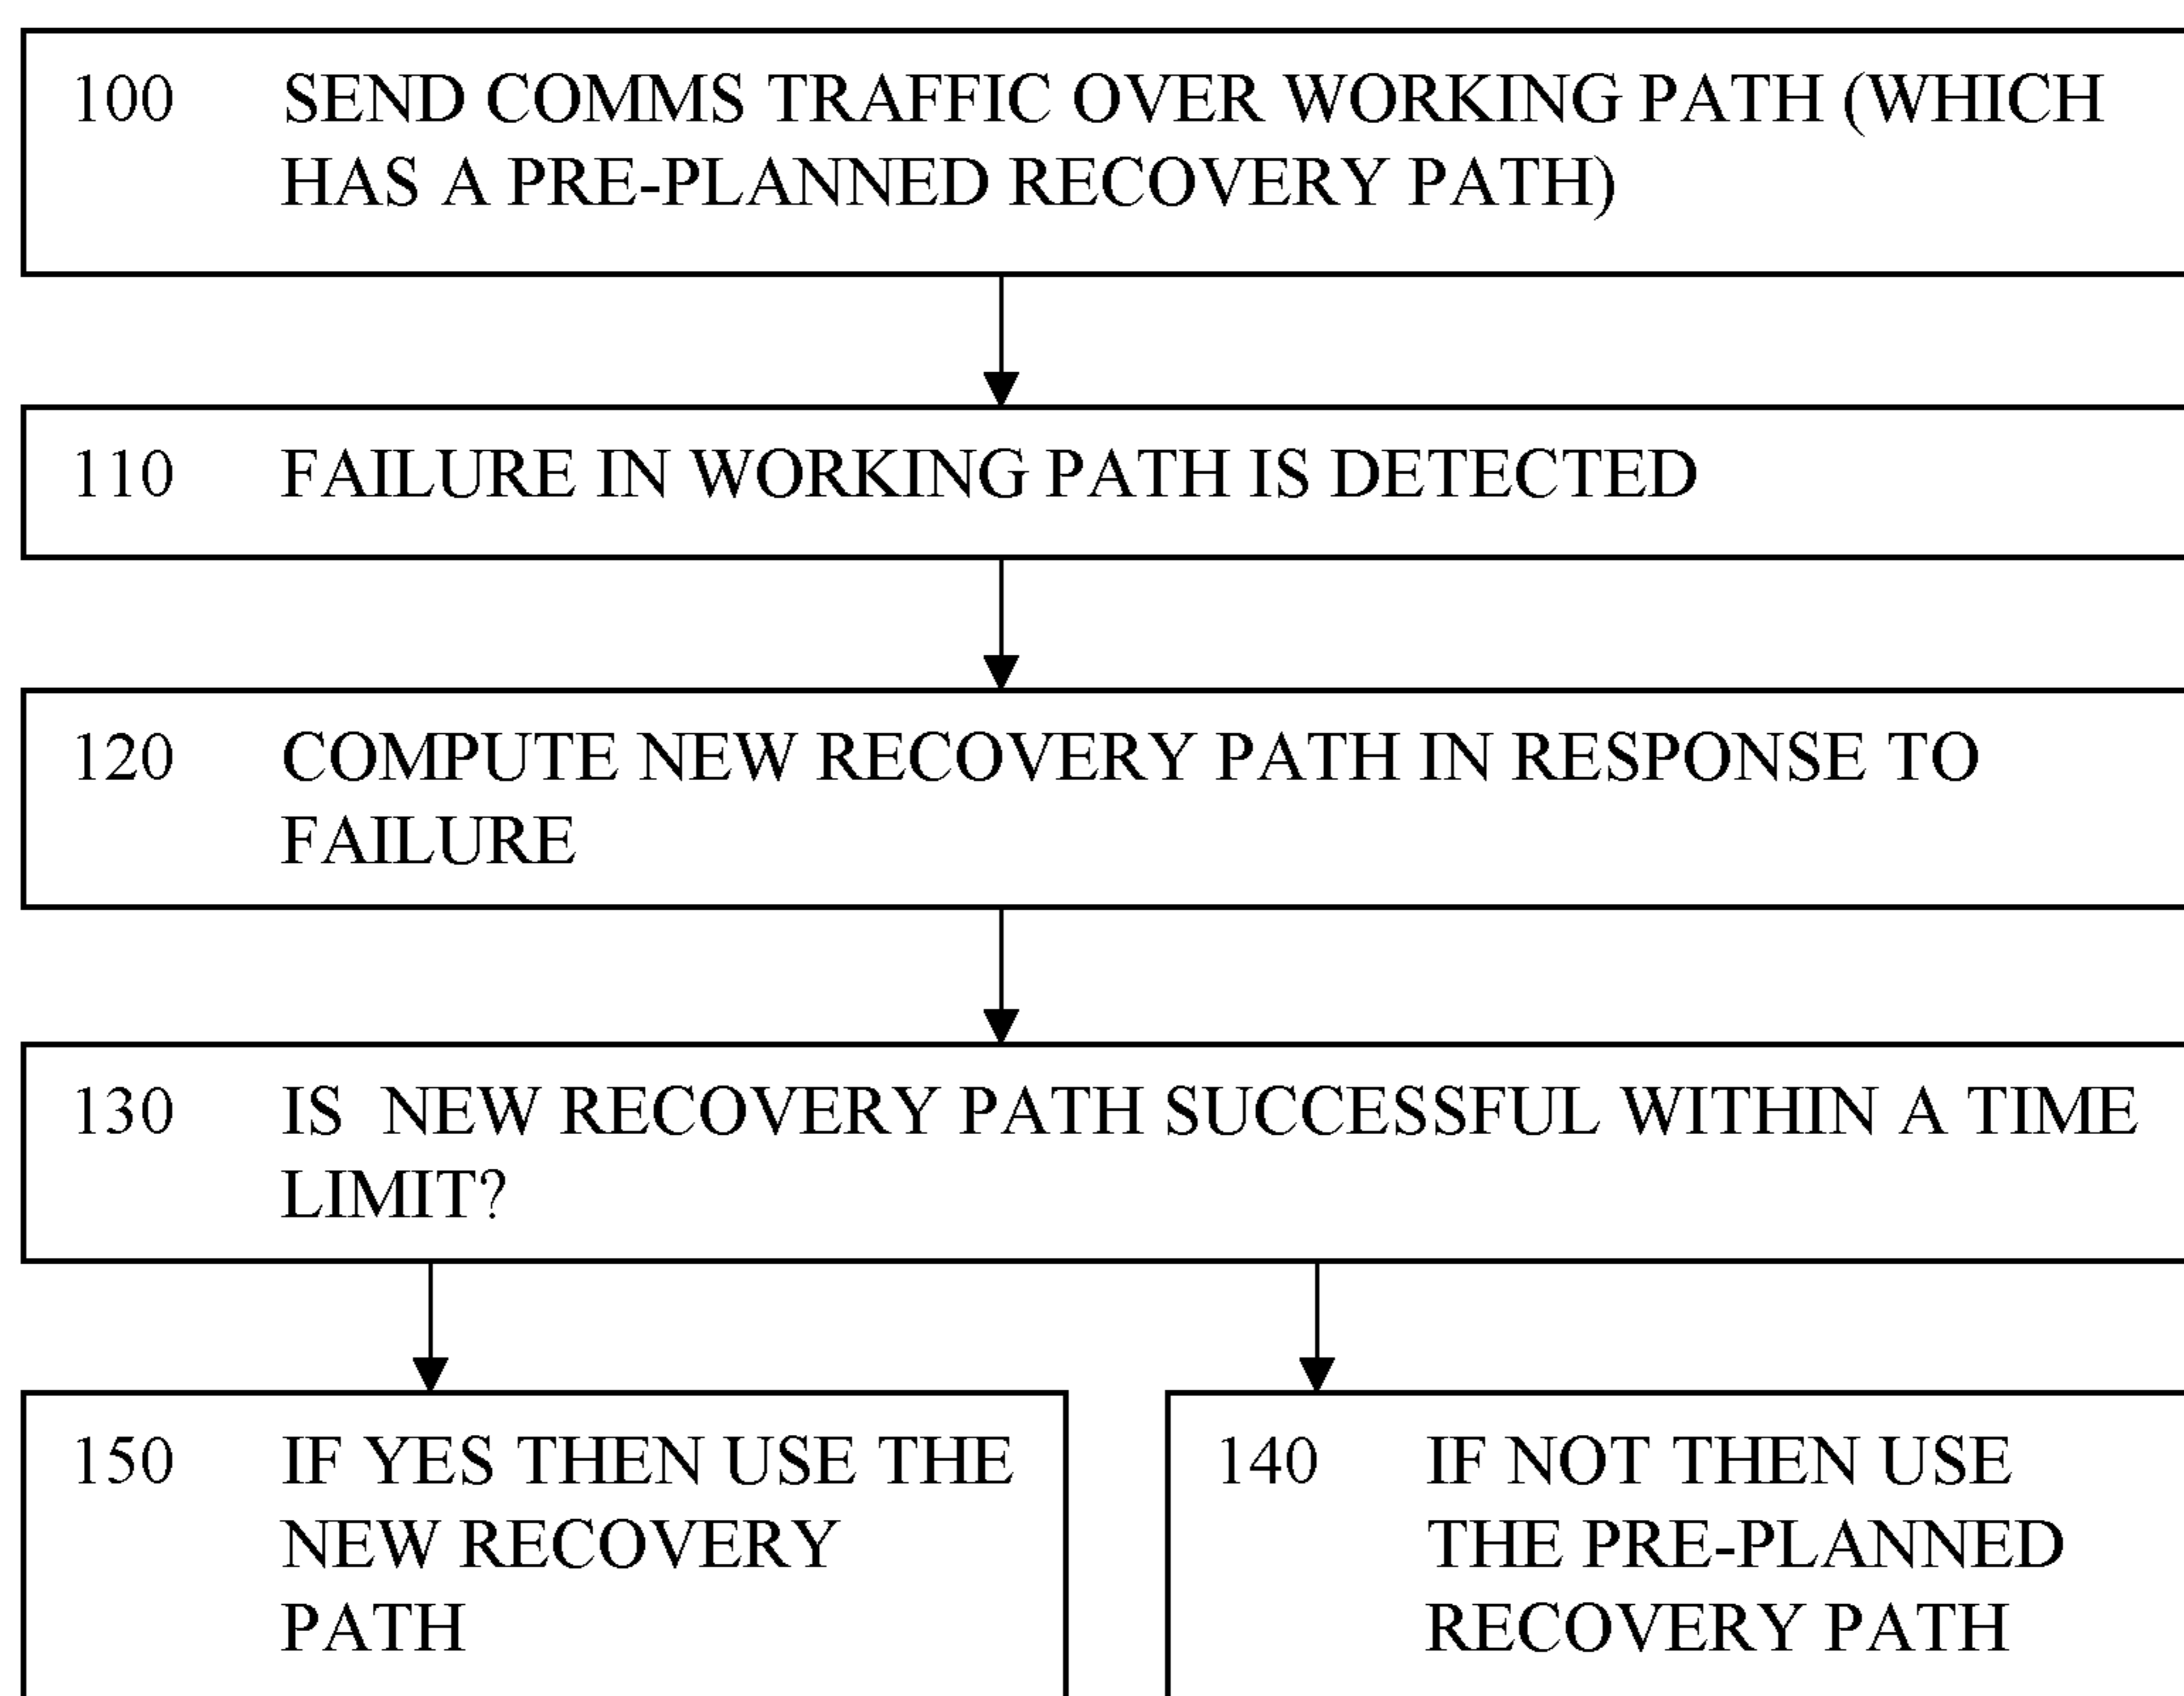 100 SEND COMMS TRAFFIC OVER WORKING PATH (WHICH
HAS A PRE-PLANNED RECOVERY PATH)
110 FAILURE IN WORKING PATH IS DETECTED
120 COMPUTE NEW RECOVERY PATH IN RESPONSE TO
FAILURE
130 IS NEW RECOVERY PATH SUCCESSFUL WITHIN A TIME
LIMIT?
150 IF YES THEN USE THE
NEW RECOVERY
PATH
140 IF NOT THEN USE
THE PRE-PLANNED
RECOVERY PATH